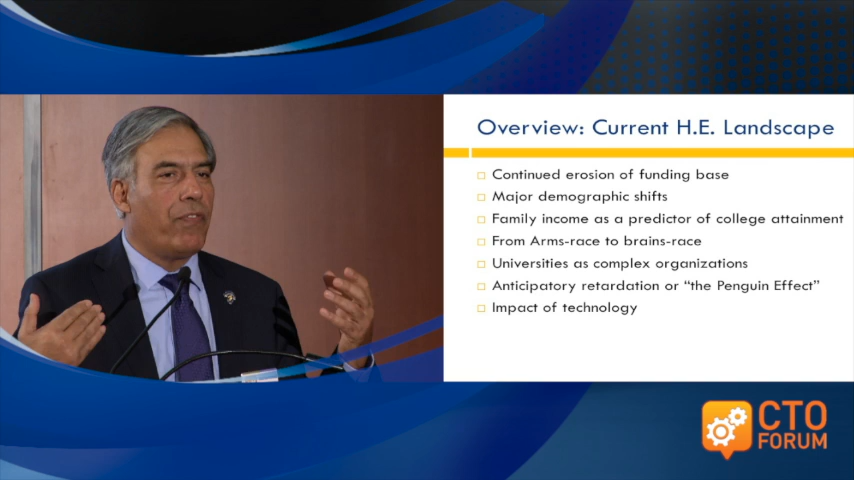 Overview: Current H.E. Landscape
Continued erosion of funding base
Major demographic shifts
Family income as a predictor of college attainment
From Arms-race to brains-race
Universities as complex organizations
Anticipatory retardation or “the Penguin Effect”
Impact of technology
CTO
FORUM